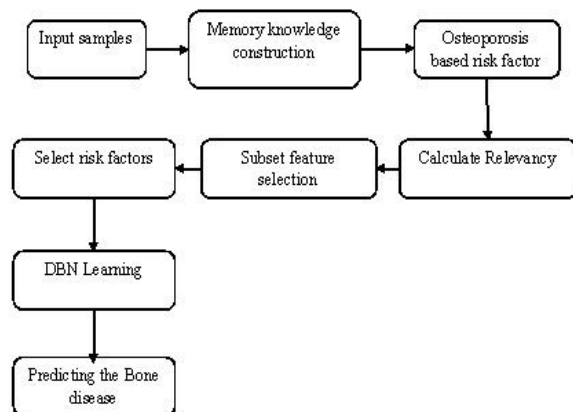 Input samples
Memory knowledge
construction
Osteoporosis
based risk factor
Select risk factors
Subset feature
selection
Calculate Relevancy
DBN Learning
Predicting the Bone
disease